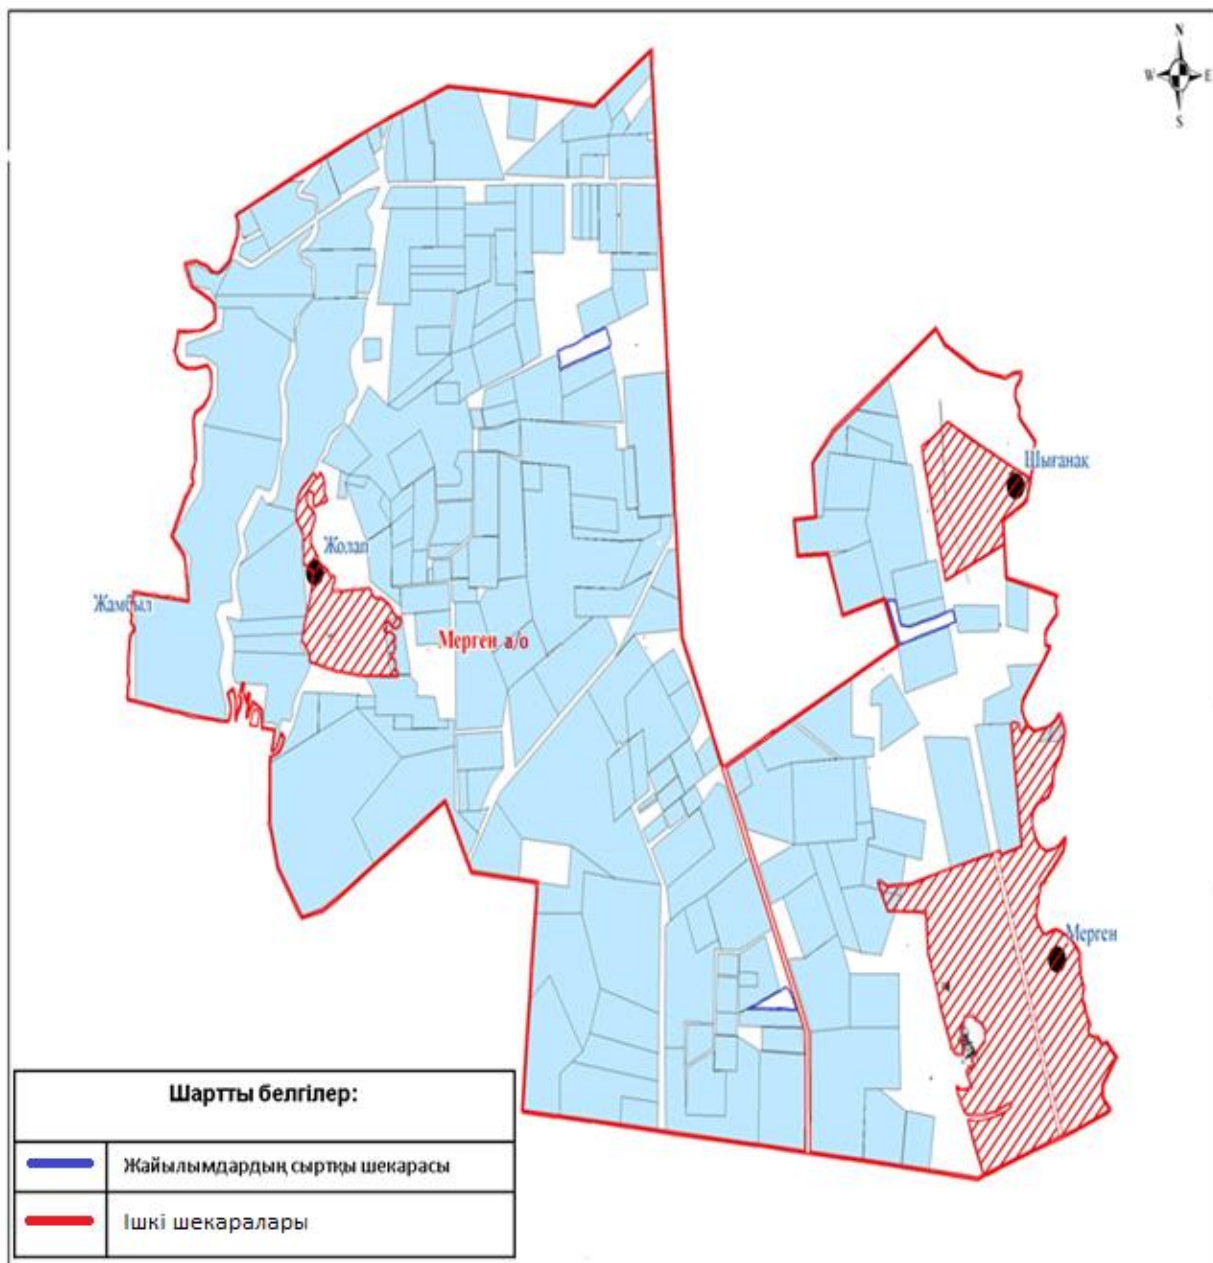 N
W E
S
Шығанак
Жолап
Жамбыл
Мерген а/о
Мерген
Шартты белгілер:
Жайылымдардың сыртқы шекарасы
Ішкі шекаралары